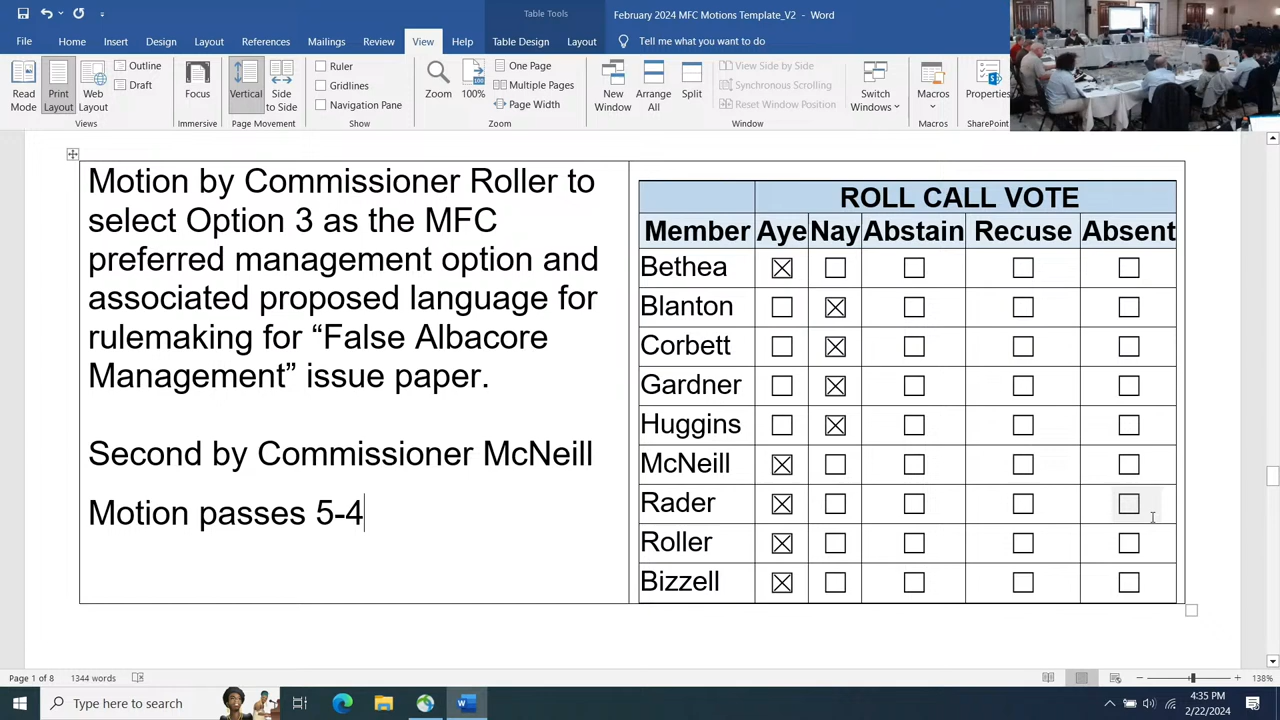 Table Tools
February 2024 MFC Motions Template_V2 - Word
File
Home
Insert
Design
Layout
References
Mailings
Review
View
Help
Table Design
Layout
Tell me what you want to do
Read Mode
Print Layout
Web Layout
Outline
Draft
Views
Focus
Immersive
Vertical
Side to Side
Page Movement
Ruler
Gridlines
Navigation Pane
Show
Zoom
100%
One Page
Multiple Pages
Page Width
Zoom
New Window
Arrange All
Split
View Side by Side
Synchronous Scrolling
Reset Window Position
Switch Windows
Window
Macros
Macros
Properties
SharePoint
Motion by Commissioner Roller to
select Option 3 as the MFC
preferred management option and
associated proposed language for
rulemaking for “False Albacore
Management” issue paper.
Second by Commissioner McNeill
Motion passes 5-4
ROLL CALL VOTE
Member Aye Nay Abstain Recuse Absent
Bethea ☒ ☐ ☐ ☐ ☐
Blanton ☐ ☒ ☐ ☐ ☐
Corbett ☐ ☒ ☐ ☐ ☐
Gardner ☐ ☒ ☐ ☐ ☐
Huggins ☐ ☒ ☐ ☐ ☐
McNeill ☒ ☐ ☐ ☐ ☐
Rader ☒ ☐ ☐ ☐ ☐
Roller ☒ ☐ ☐ ☐ ☐
Bizzell ☒ ☐ ☐ ☐ ☐
Page 1 of 8
1344 words
138%
Type here to search
4:35 PM
2/22/2024